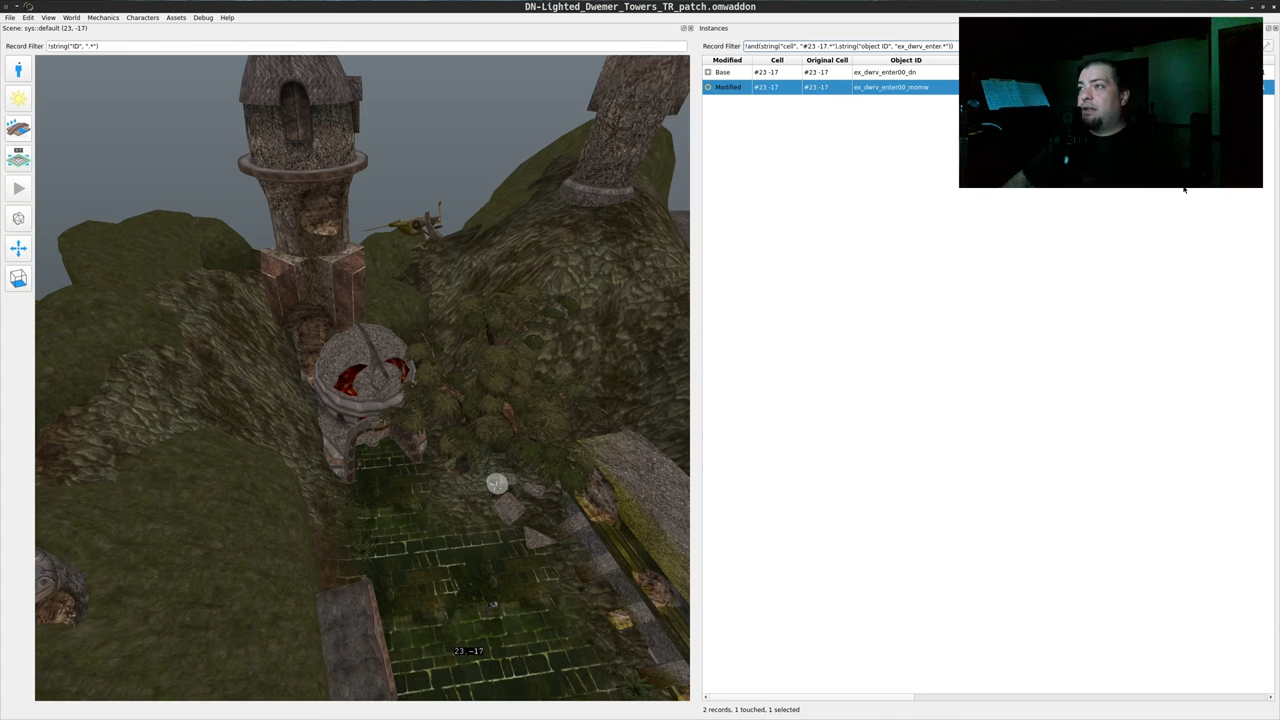 DN-Lighted_Dwemer_Towers_TR_patch.omwaddon
File Edit View World Mechanics Characters Assets Debug Help
Scene: sys::default (23, -17)
Instances
Record Filter !string("ID", ".*")
Record Filter !and(string("cell", "#23 -17.*"),string("object ID", "ex_dwrv_enter.*"))
Modified Cell Original Cell Object ID
Base #23 -17 #23 -17 ex_dwrv_enter00_dn
Modified #23 -17 #23 -17 ex_dwrv_enter00_momw
23, -17
2 records, 1 touched, 1 selected